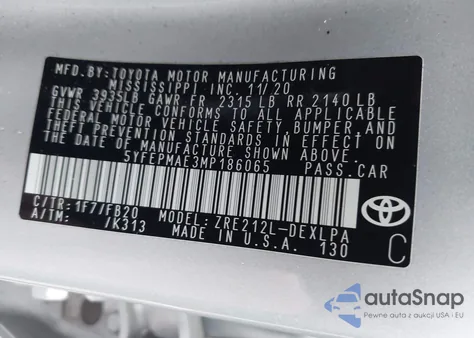 MFD.BY:TOYOTA MOTOR MANUFACTURING
MISSISSIPPI INC. 11/20
GVWR 3935LB GAWR FR 2315 LB RR 2140 LB
THIS VEHICLE CONFORMS TO ALL APPLICABLE
FEDERAL MOTOR VEHICLE SAFETY, BUMPER, AND
THEFT PREVENTION STANDARDS IN EFFECT ON
THE DATE OF MANUFACTURE SHOWN ABOVE.
5YFEPMAE3MP186065 PASS.CAR
C/TR:1F7/FB20 MODEL: ZRE212L-DEXLPA
A/TM: /K313 MADE IN U.S.A. 130
TOYOTA
C
autoSnap
Pewne auta z aukcji USA i EU